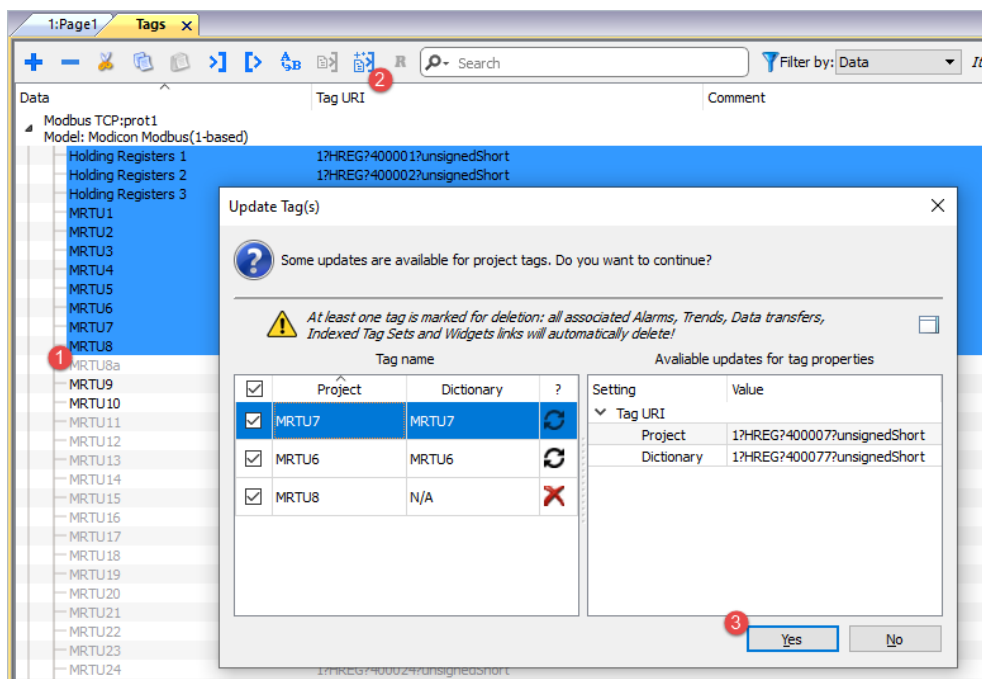 1:Page1 Tags
Search Filter by: Data It
2
Data Tag URI Comment
Modbus TCP:prot1
Model: Modicon Modbus(1-based)
Holding Registers 1 1?HREG?400001?unsignedShort
Holding Registers 2 1?HREG?400002?unsignedShort
Holding Registers 3
MRTU1
MRTU2
MRTU3
MRTU4
MRTU5
MRTU6
MRTU7
MRTU8
1
MRTU8a
MRTU9
MRTU10
MRTU11
MRTU12
MRTU13
MRTU14
MRTU15
MRTU16
MRTU17
MRTU18
MRTU19
MRTU20
MRTU21
MRTU22
MRTU23
MRTU24 1?HREG?400024?unsignedShort
Update Tag(s)
Some updates are available for project tags. Do you want to continue?
At least one tag is marked for deletion: all associated Alarms, Trends, Data transfers,
Indexed Tag Sets and Widgets links will automatically delete!
Tag name Avaliable updates for tag properties
Project Dictionary ? Setting Value
MRTU7 MRTU7
MRTU6 MRTU6
MRTU8 N/A
Tag URI
Project 1?HREG?400007?unsignedShort
Dictionary 1?HREG?400077?unsignedShort
3
Yes No